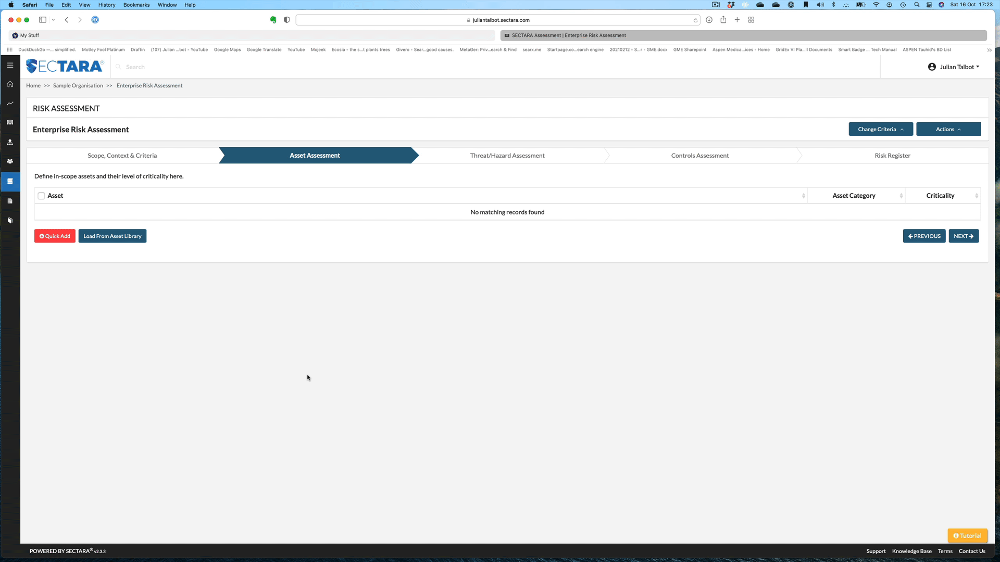 Safari File Edit View History Bookmarks Window Help Sat 16 Oct 17:23
juliantalbot.sectara.com
My Stuff SECTARA Assessment | Enterprise Risk Assessment
DuckDuckGo —... simplified. Motley Fool Platinum Draftin (107) Julian ...bot - YouTube Google Maps Google Translate YouTube Mojeek Ecosia - the s...t plants trees Givero - Sear...good causes. MetaGer: Priv...earch & Find searx.me Startpage.co...earch engine 20210212 - S...r - GME.docx GME Sharepoint Aspen Medica...ices - Home GridEx VI Pla...ll Documents Smart Badge ... Tech Manual ASPEN Tauhid's BD List
SECTARA® Search Julian Talbot
Home >> Sample Organisation >> Enterprise Risk Assessment
RISK ASSESSMENT
Enterprise Risk Assessment Change Criteria Actions
Scope, Context & Criteria Asset Assessment Threat/Hazard Assessment Controls Assessment Risk Register
Define in-scope assets and their level of criticality here.
Asset Asset Category Criticality
No matching records found
Quick Add Load From Asset Library PREVIOUS NEXT
Tutorial
POWERED BY SECTARA® v2.3.3 Support Knowledge Base Terms Contact Us